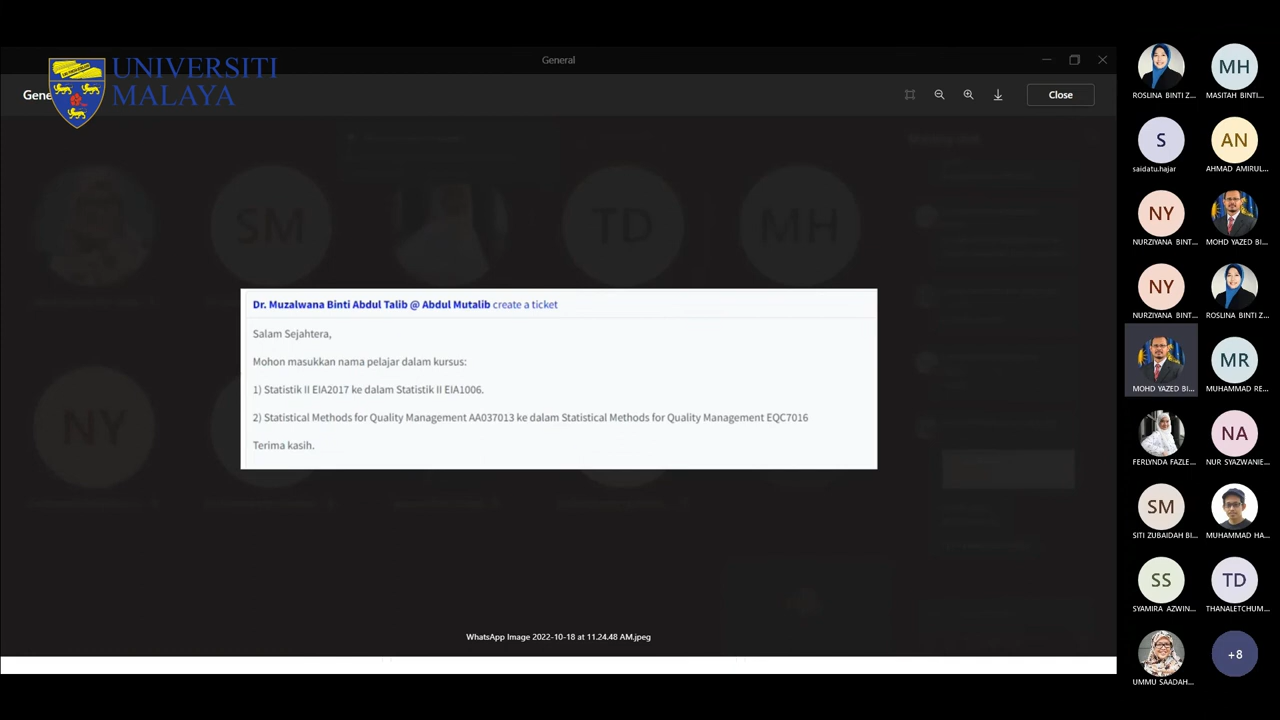 General
UNIVERSITI
MALAYA
Gene
Close
SM
TD
MH
NY
Dr. Muzalwana Binti Abdul Talib @ Abdul Mutalib create a ticket
Salam Sejahtera,
Mohon masukkan nama pelajar dalam kursus:
1) Statistik II EIA2017 ke dalam Statistik II EIA1006.
2) Statistical Methods for Quality Management AA037013 ke dalam Statistical Methods for Quality Management EQC7016
Terima kasih.
WhatsApp Image 2022-10-18 at 11.24.48 AM.jpeg
MH
ROSLINA BINTI Z...
MASITAH BINTI...
S
AN
saidatu.hajar
AHMAD AMIRUL...
NY
NURZIYANA BINT...
MOHD YAZED BI...
NY
NURZIYANA BINT...
ROSLINA BINTI Z...
MR
MOHD YAZED BI...
MUHAMMAD RE...
NA
FERLYNDA FAZLE...
NUR SYAZWANIE...
SM
SITI ZUBAIDAH BI...
MUHAMMAD HA...
SS
TD
SYAMIRA AZWIN...
THANALETCHUM...
+8
UMMU SAADAH...